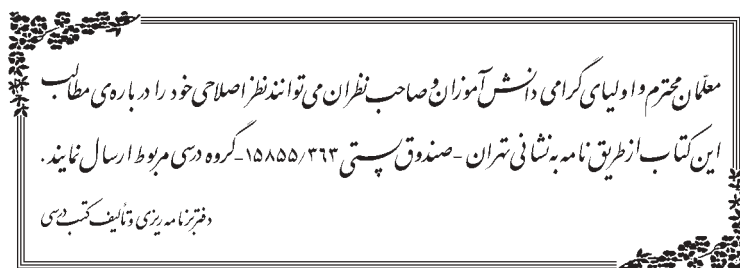 معلّمان محترم و اولیای گرامی دانش‌آموزان و صاحب‌نظران می‌توانند نظر اصلاحی خود را درباره‌ی مطالب
این کتاب از طریق نامه به نشانی تهران - صندوق پستی ۱۵۸۵۵/۳۶۳ - گروه درسی مربوط ارسال نمایند.
دفتر برنامه‌ریزی و تألیف کتب درسی